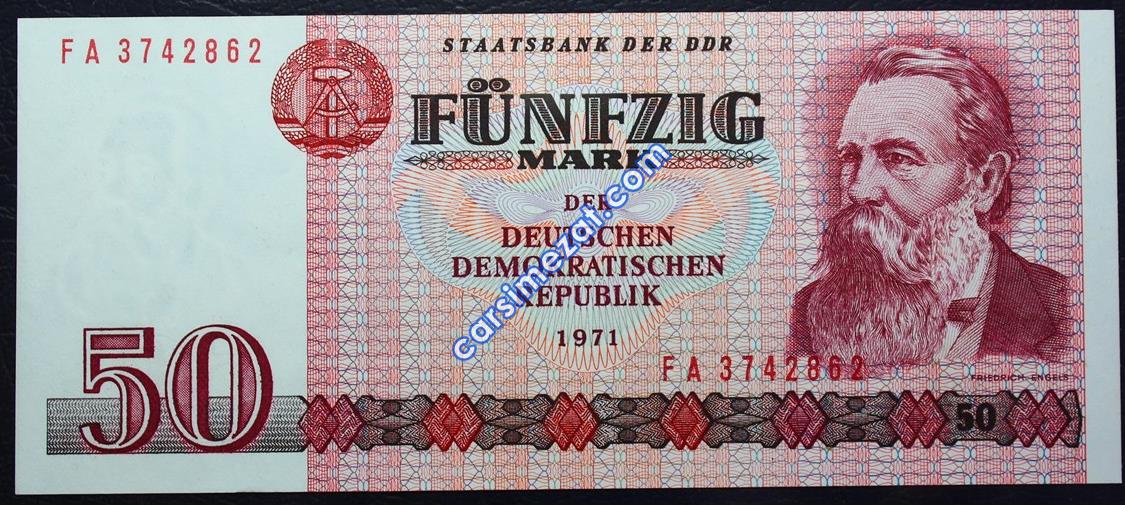 FA 3742862
STAATSBANK DER DDR
FÜNFZIG
MARK
DER
DEUTSCHEN
DEMOKRATISCHEN
REPUBLIK
1971
carsimezat.com
FA 3742862
FRIEDRICH ENGELS
50
50